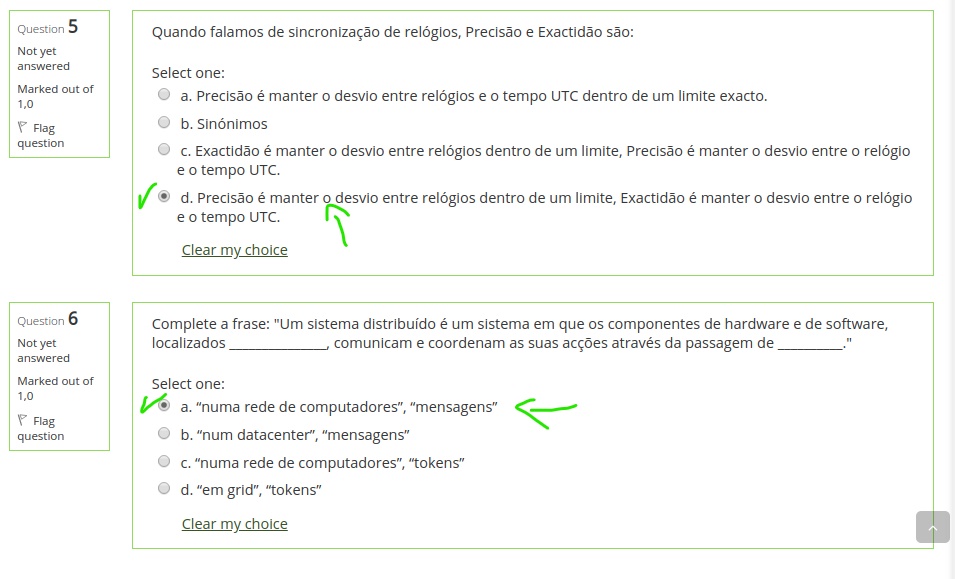 Question 5
Not yet
answered
Marked out of
1,0
Flag
question
Quando falamos de sincronização de relógios, Precisão e Exactidão são:
Select one:
a. Precisão é manter o desvio entre relógios e o tempo UTC dentro de um limite exacto.
b. Sinónimos
c. Exactidão é manter o desvio entre relógios dentro de um limite, Precisão é manter o desvio entre o relógio
e o tempo UTC.
d. Precisão é manter o desvio entre relógios dentro de um limite, Exactidão é manter o desvio entre o relógio
e o tempo UTC.
Clear my choice
Question 6
Not yet
answered
Marked out of
1,0
Flag
question
Complete a frase: "Um sistema distribuído é um sistema em que os componentes de hardware e de software,
localizados _______________, comunicam e coordenam as suas acções através da passagem de __________."
Select one:
a. “numa rede de computadores”, “mensagens”
b. “num datacenter”, “mensagens”
c. “numa rede de computadores”, “tokens”
d. “em grid”, “tokens”
Clear my choice